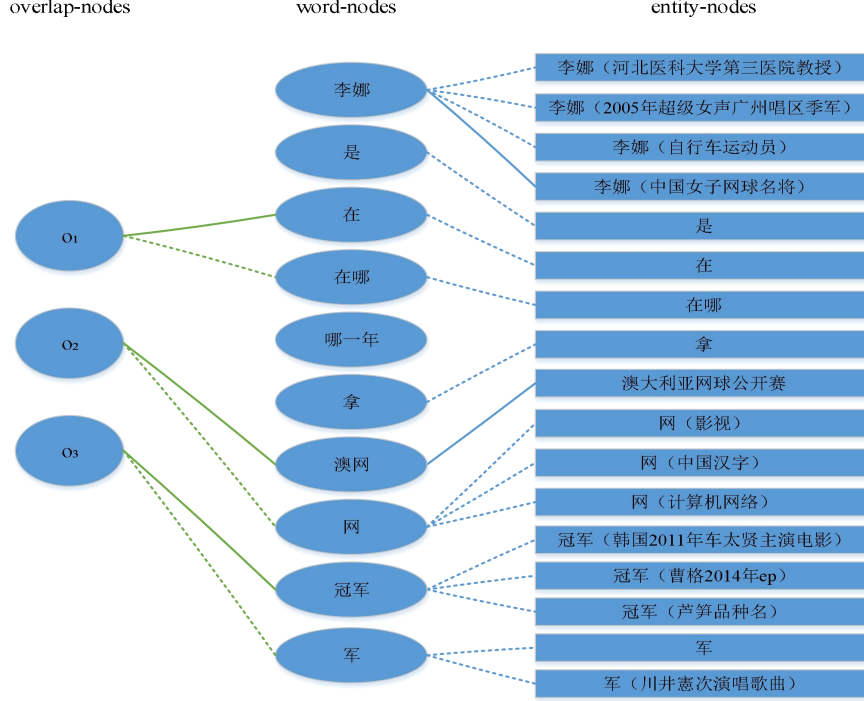 overlap-nodes
word-nodes
entity-nodes
o₁
o₂
o₃
李娜
是
在
在哪
哪一年
拿
澳网
网
冠军
军
李娜（河北医科大学第三医院教授）
李娜（2005年超级女声广州唱区季军）
李娜（自行车运动员）
李娜（中国女子网球名将）
是
在
在哪
拿
澳大利亚网球公开赛
网（影视）
网（中国汉字）
网（计算机网络）
冠军（韩国2011年车太贤主演电影）
冠军（曹格2014年ep）
冠军（芦笋品种名）
军
军（川井憲次演唱歌曲）